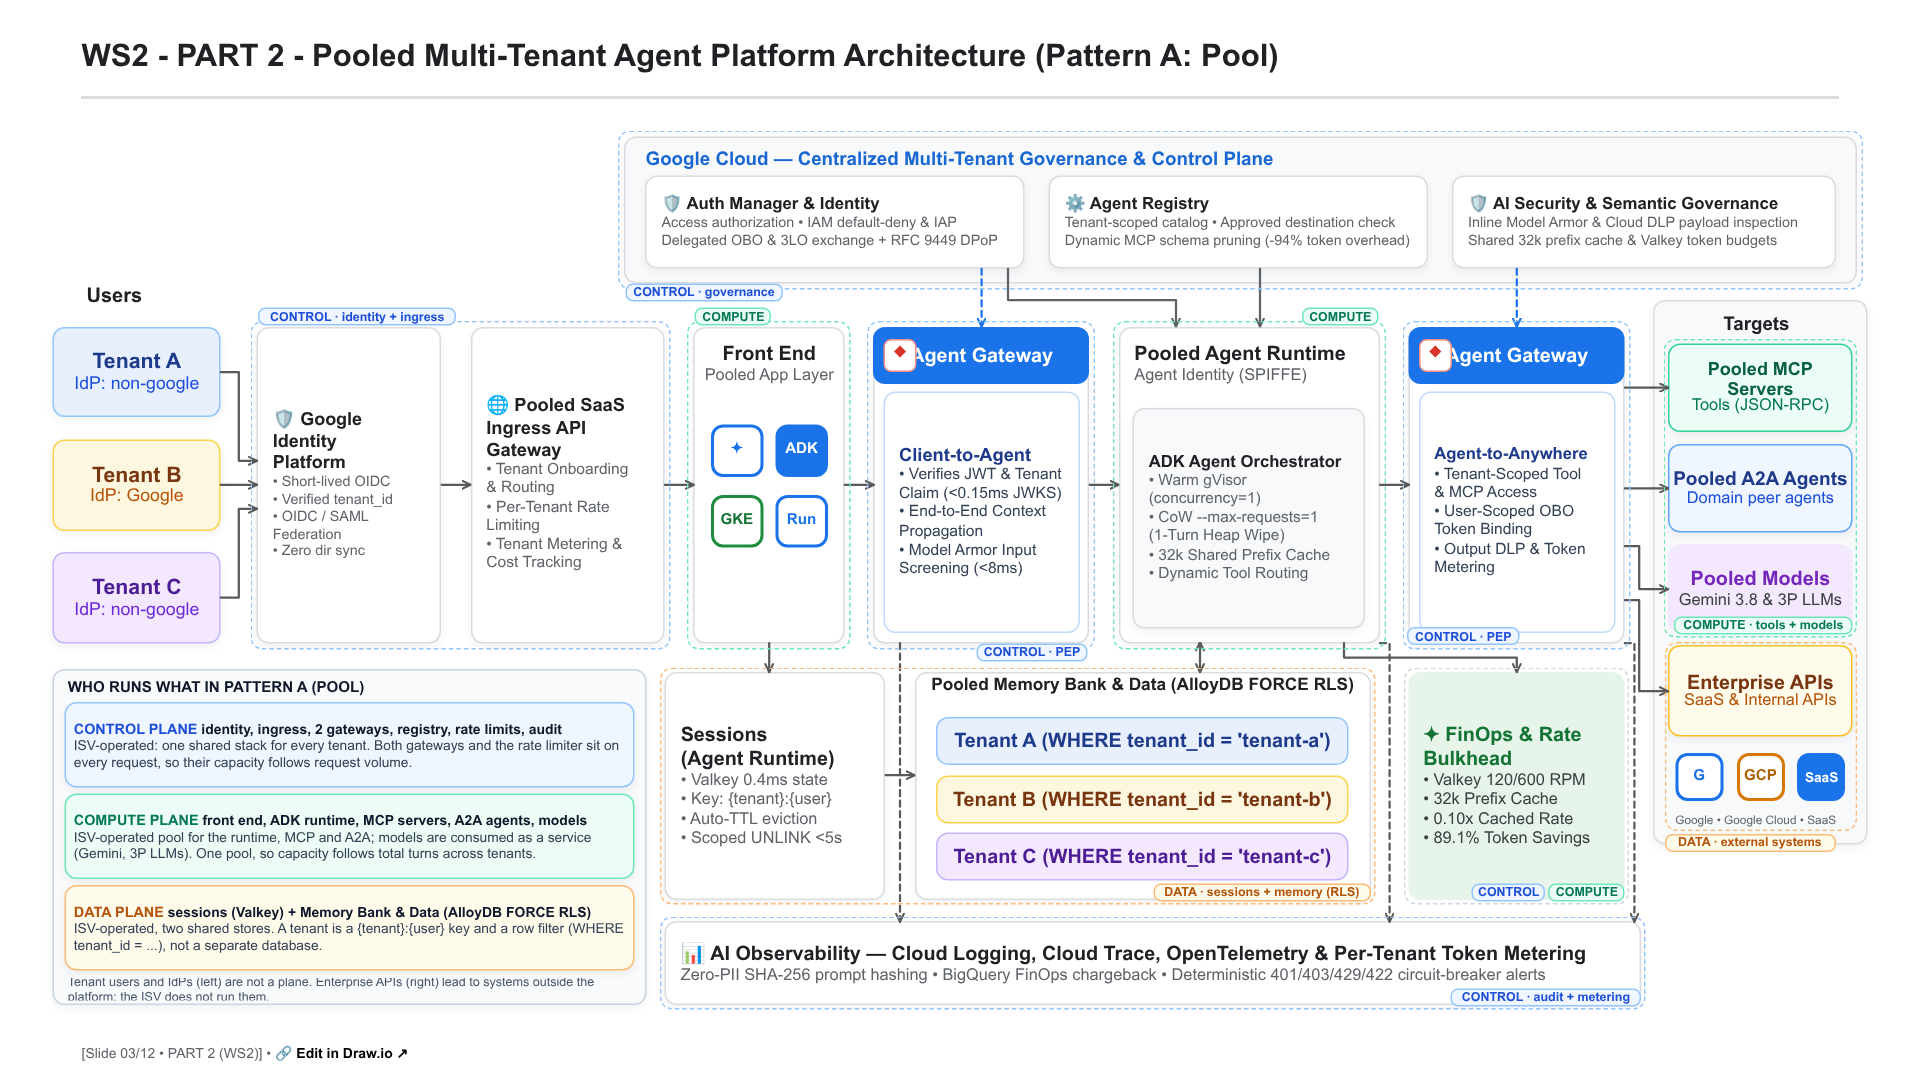 WS2 - PART 2 - Pooled Multi-Tenant Agent Platform Architecture (Pattern A: Pool)
Google Cloud — Centralized Multi-Tenant Governance & Control Plane
🛡️ Auth Manager & Identity
Access authorization • IAM default-deny & IAP
Delegated OBO & 3LO exchange + RFC 9449 DPoP
⚙️ Agent Registry
Tenant-scoped catalog • Approved destination check
Dynamic MCP schema pruning (-94% token overhead)
🛡️ AI Security & Semantic Governance
Inline Model Armor & Cloud DLP payload inspection
Shared 32k prefix cache & Valkey token budgets
CONTROL · governance
Users
Tenant A
IdP: non-google
Tenant B
IdP: Google
Tenant C
IdP: non-google
CONTROL · identity + ingress
🛡️ Google
Identity
Platform
• Short-lived OIDC
• Verified tenant_id
• OIDC / SAML
Federation
• Zero dir sync
🌐 Pooled SaaS
Ingress API
Gateway
• Tenant Onboarding
& Routing
• Per-Tenant Rate
Limiting
• Tenant Metering &
Cost Tracking
COMPUTE
Front End
Pooled App Layer
✦
ADK
GKE
Run
Agent Gateway
Client-to-Agent
• Verifies JWT & Tenant
Claim (<0.15ms JWKS)
• End-to-End Context
Propagation
• Model Armor Input
Screening (<8ms)
CONTROL · PEP
COMPUTE
Pooled Agent Runtime
Agent Identity (SPIFFE)
ADK Agent Orchestrator
• Warm gVisor
(concurrency=1)
• CoW --max-requests=1
(1-Turn Heap Wipe)
• 32k Shared Prefix Cache
• Dynamic Tool Routing
Agent Gateway
Agent-to-Anywhere
• Tenant-Scoped Tool
& MCP Access
• User-Scoped OBO
Token Binding
• Output DLP & Token
Metering
CONTROL · PEP
Targets
Pooled MCP
Servers
Tools (JSON-RPC)
Pooled A2A Agents
Domain peer agents
Pooled Models
Gemini 3.8 & 3P LLMs
COMPUTE · tools + models
Enterprise APIs
SaaS & Internal APIs
G
GCP
SaaS
Google • Google Cloud • SaaS
DATA · external systems
WHO RUNS WHAT IN PATTERN A (POOL)
CONTROL PLANE identity, ingress, 2 gateways, registry, rate limits, audit
ISV-operated: one shared stack for every tenant. Both gateways and the rate limiter sit on
every request, so their capacity follows request volume.
COMPUTE PLANE front end, ADK runtime, MCP servers, A2A agents, models
ISV-operated pool for the runtime, MCP and A2A; models are consumed as a service
(Gemini, 3P LLMs). One pool, so capacity follows total turns across tenants.
DATA PLANE sessions (Valkey) + Memory Bank & Data (AlloyDB FORCE RLS)
ISV-operated, two shared stores. A tenant is a {tenant}:{user} key and a row filter (WHERE
tenant_id = ...), not a separate database.
Tenant users and IdPs (left) are not a plane. Enterprise APIs (right) lead to systems outside the
platform; the ISV does not run them.
Sessions
(Agent Runtime)
• Valkey 0.4ms state
• Key: {tenant}:{user}
• Auto-TTL eviction
• Scoped UNLINK <5s
Pooled Memory Bank & Data (AlloyDB FORCE RLS)
Tenant A (WHERE tenant_id = 'tenant-a')
Tenant B (WHERE tenant_id = 'tenant-b')
Tenant C (WHERE tenant_id = 'tenant-c')
DATA · sessions + memory (RLS)
✦ FinOps & Rate
Bulkhead
• Valkey 120/600 RPM
• 32k Prefix Cache
• 0.10x Cached Rate
• 89.1% Token Savings
CONTROL
COMPUTE
📊 AI Observability — Cloud Logging, Cloud Trace, OpenTelemetry & Per-Tenant Token Metering
Zero-PII SHA-256 prompt hashing • BigQuery FinOps chargeback • Deterministic 401/403/429/422 circuit-breaker alerts
CONTROL · audit + metering
[Slide 03/12 • PART 2 (WS2)] • 🔗 Edit in Draw.io ↗